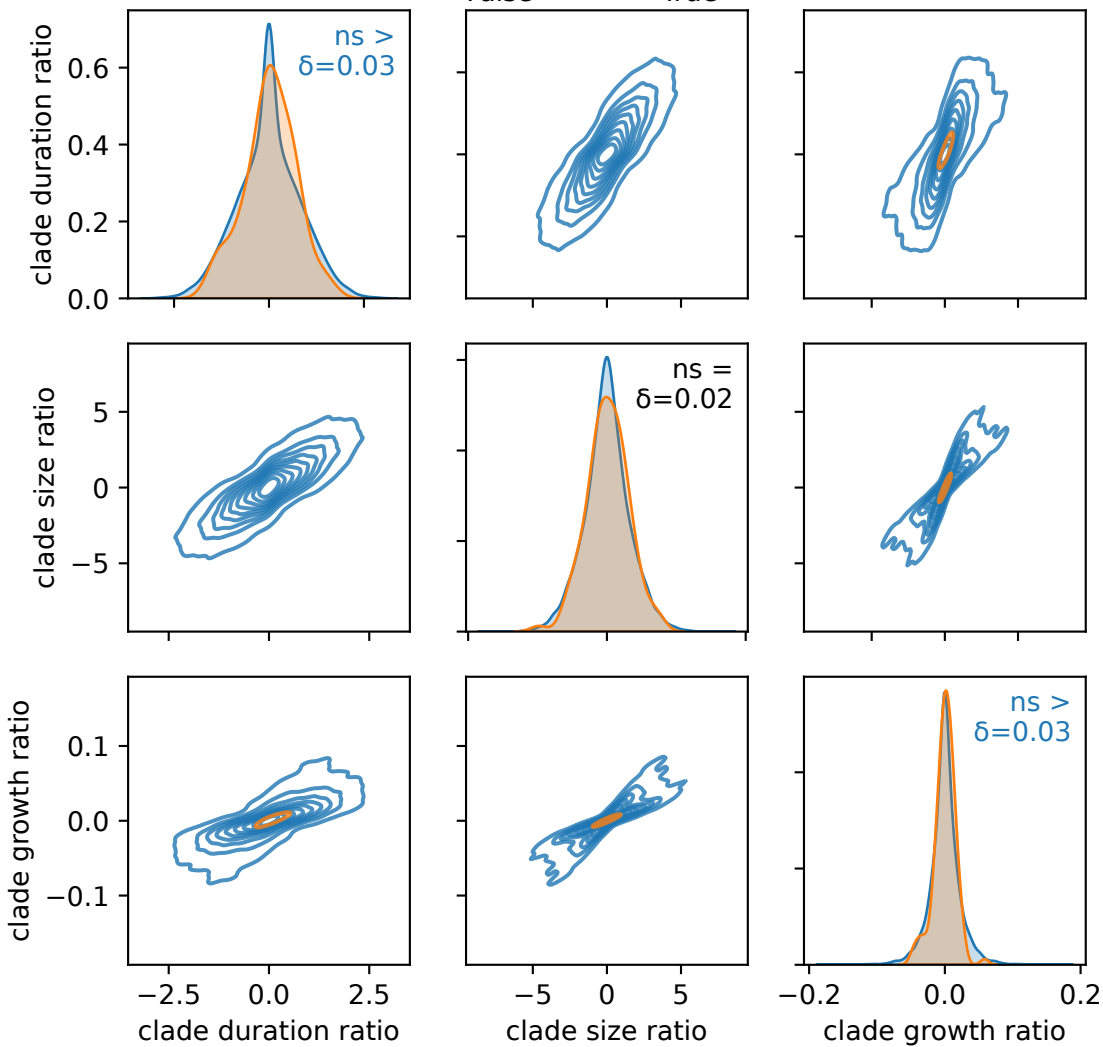 clade duration ratio
0.6
0.4
0.2
0.0
ns >
δ=0.03
clade size ratio
5
0
−5
ns =
δ=0.02
−5 0 5
clade growth ratio
0.1
0.0
−0.1
ns >
δ=0.03
−2.5 0.0 2.5
−5 0 5
−0.2 0.0 0.2
clade duration ratio
clade size ratio
clade growth ratio